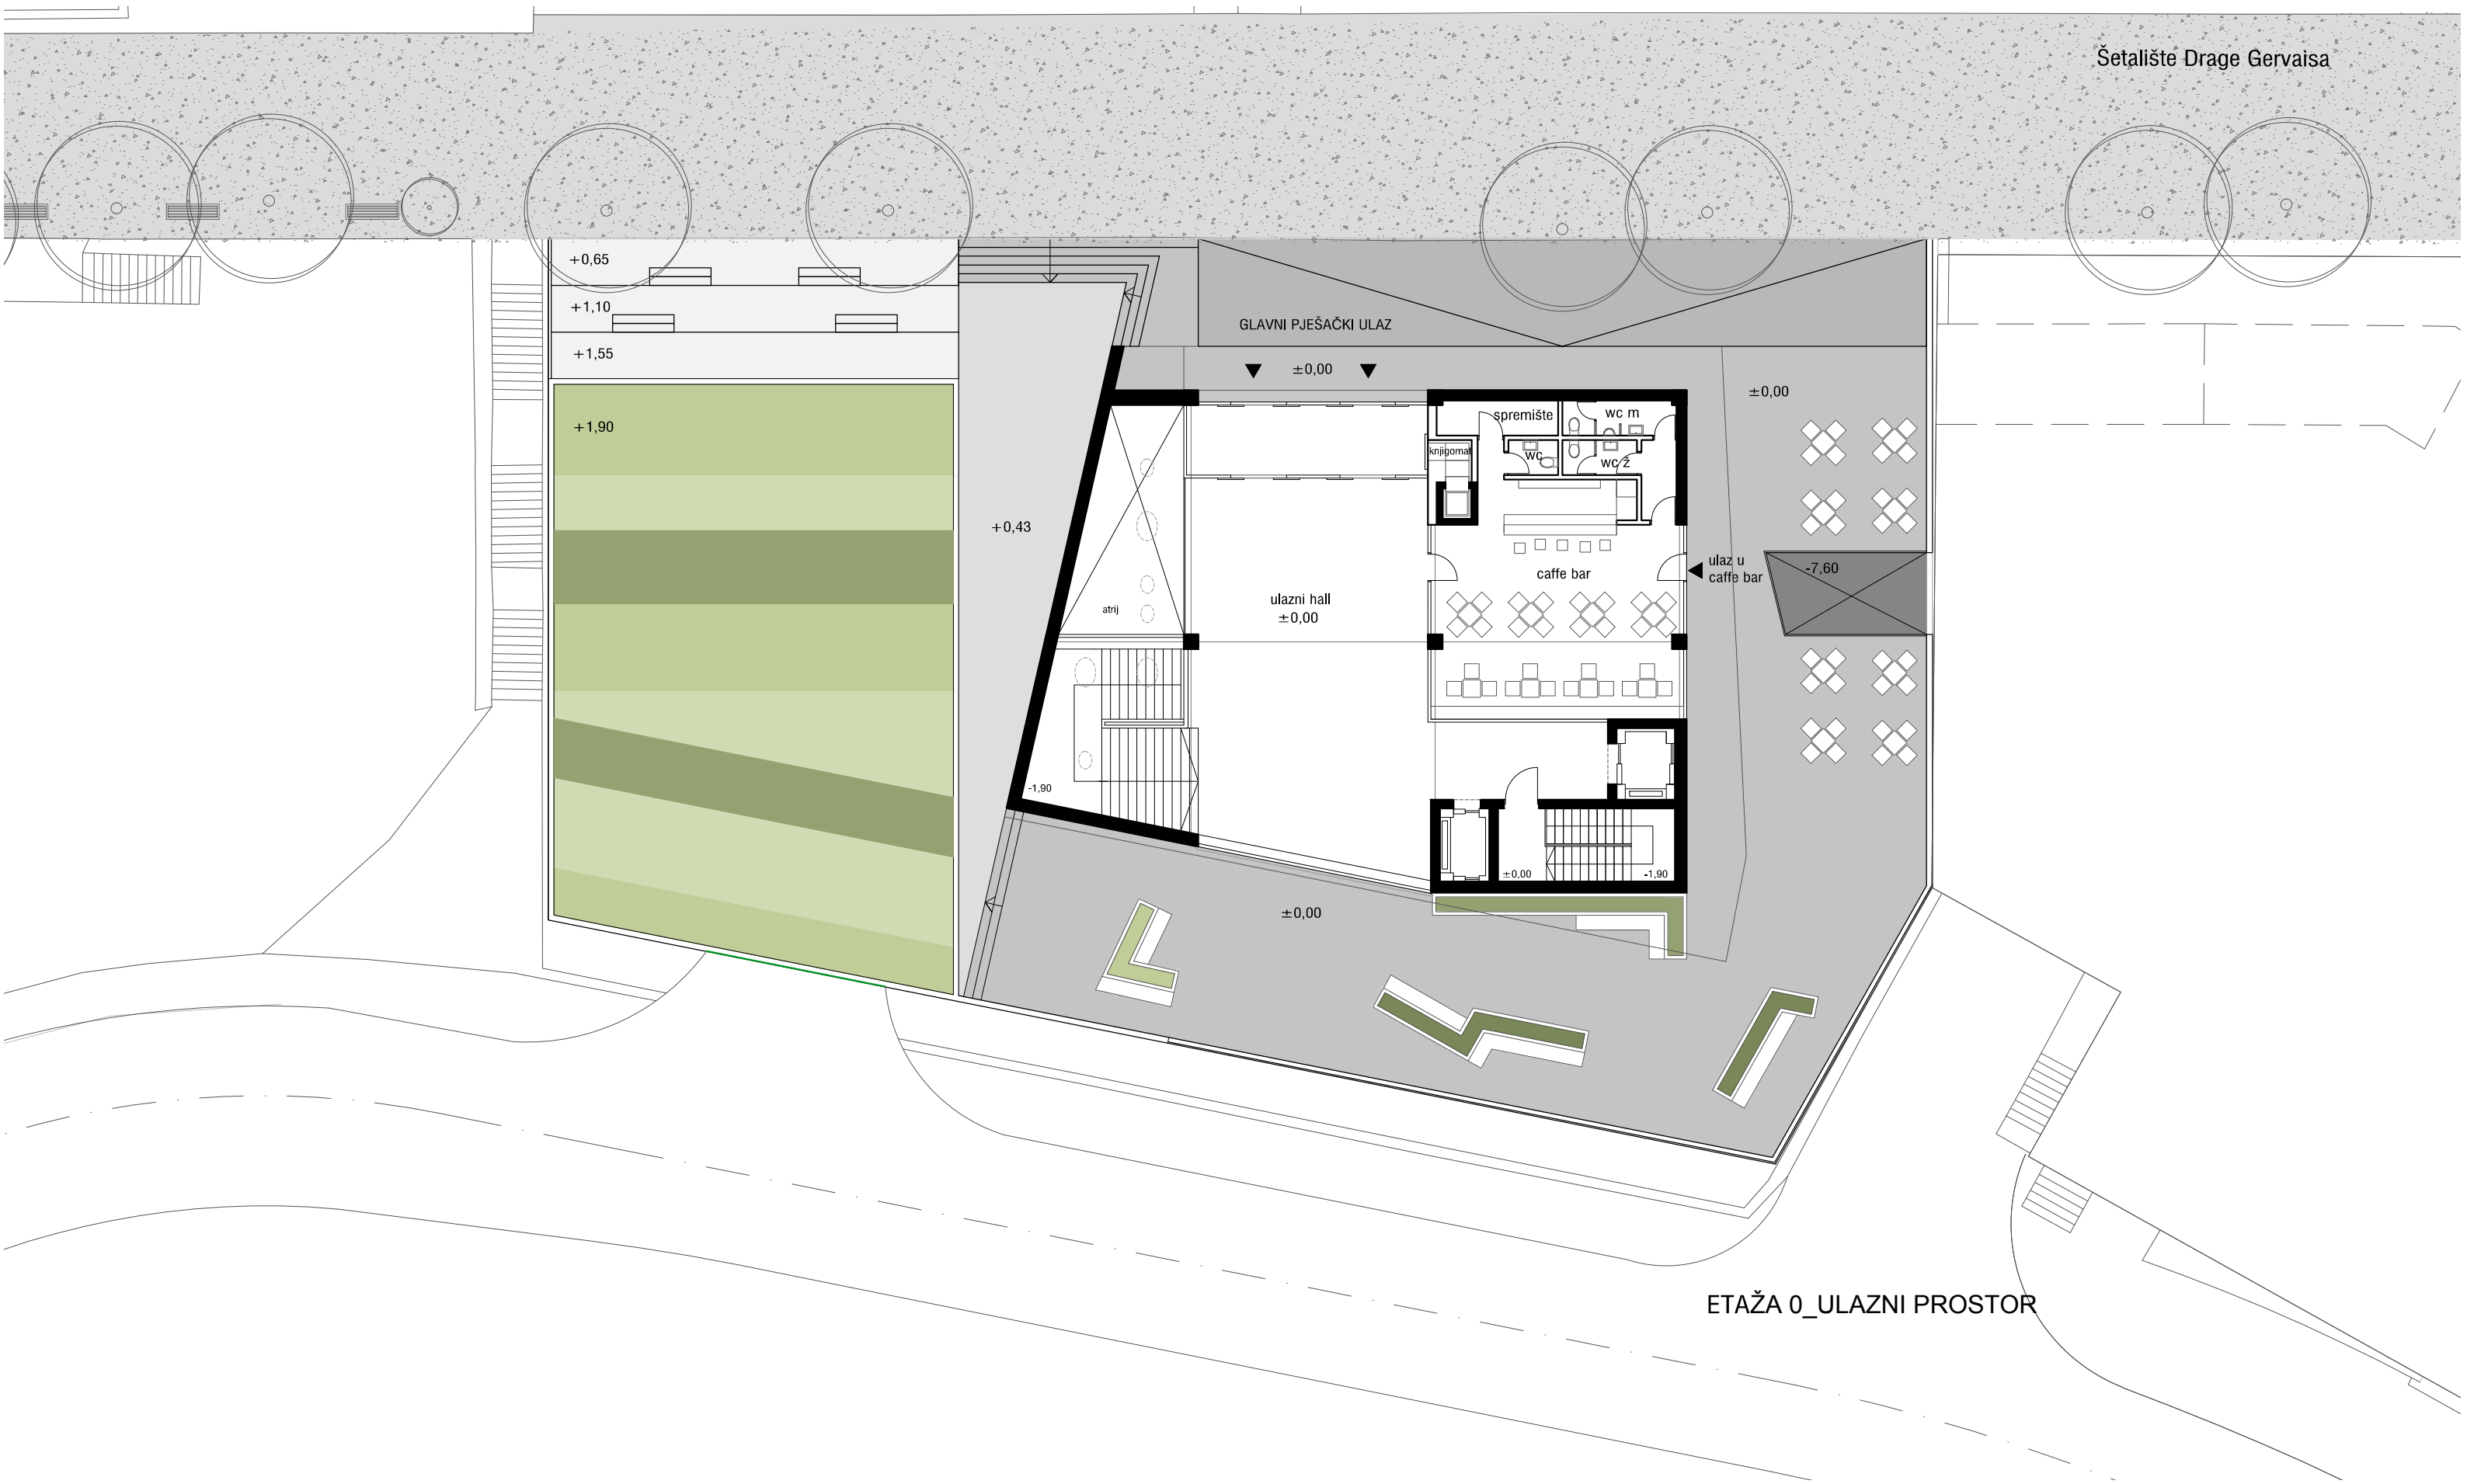 Šetalište Drage Gervaisa
+0,65
+1,10
GLAVNI PJEŠAČKI ULAZ
+1,55
±0,00
±0,00
+1,90
spremište
wc m
knjigomat
wc
wc ž
+0,43
ulaz u
caffe bar
-7,60
caffe bar
ulazni hall
±0,00
atrij
-1,90
±0,00
-1,90
±0,00
ETAŽA 0_ULAZNI PROSTOR